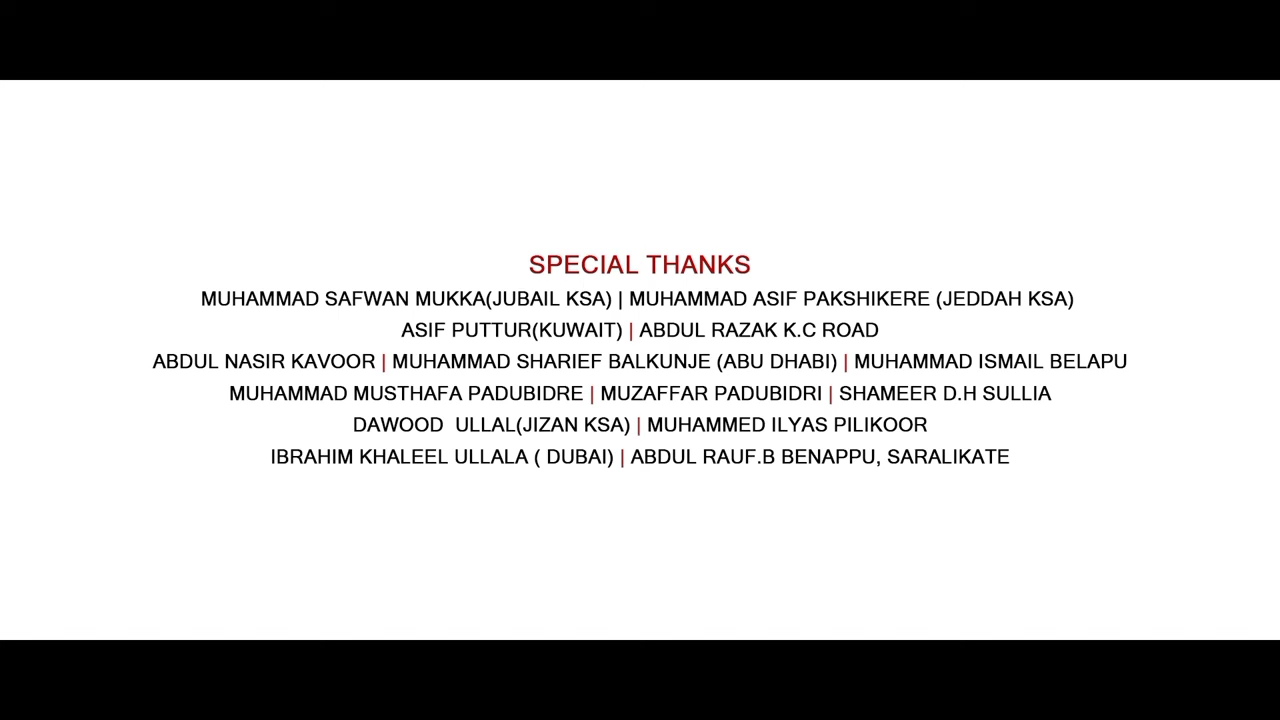 SPECIAL THANKS
MUHAMMAD SAFWAN MUKKA(JUBAIL KSA) | MUHAMMAD ASIF PAKSHIKERE (JEDDAH KSA)
ASIF PUTTUR(KUWAIT) | ABDUL RAZAK K.C ROAD
ABDUL NASIR KAVOOR | MUHAMMAD SHARIEF BALKUNJE (ABU DHABI) | MUHAMMAD ISMAIL BELAPU
MUHAMMAD MUSTHAFA PADUBIDRE | MUZAFFAR PADUBIDRI | SHAMEER D.H SULLIA
DAWOOD  ULLAL(JIZAN KSA) | MUHAMMED ILYAS PILIKOOR
IBRAHIM KHALEEL ULLALA ( DUBAI) | ABDUL RAUF.B BENAPPU, SARALIKATE